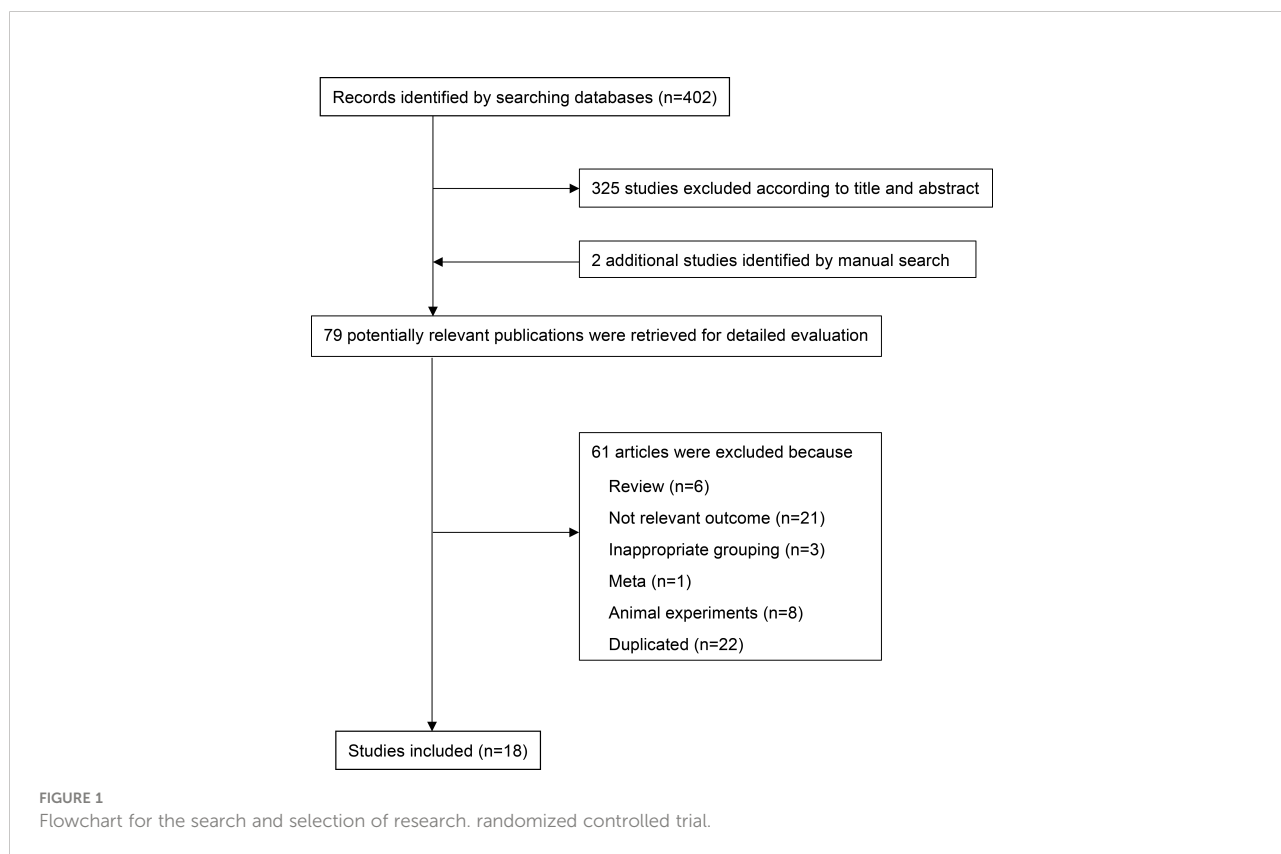 Records identified by searching databases (n=402)
325 studies excluded according to title and abstract
2 additional studies identified by manual search
79 potentially relevant publications were retrieved for detailed evaluation
61 articles were excluded because
Review (n=6)
Not relevant outcome (n=21)
Inappropriate grouping (n=3)
Meta (n=1)
Animal experiments (n=8)
Duplicated (n=22)
Studies included (n=18)
FIGURE 1
Flowchart for the search and selection of research. randomized controlled trial.